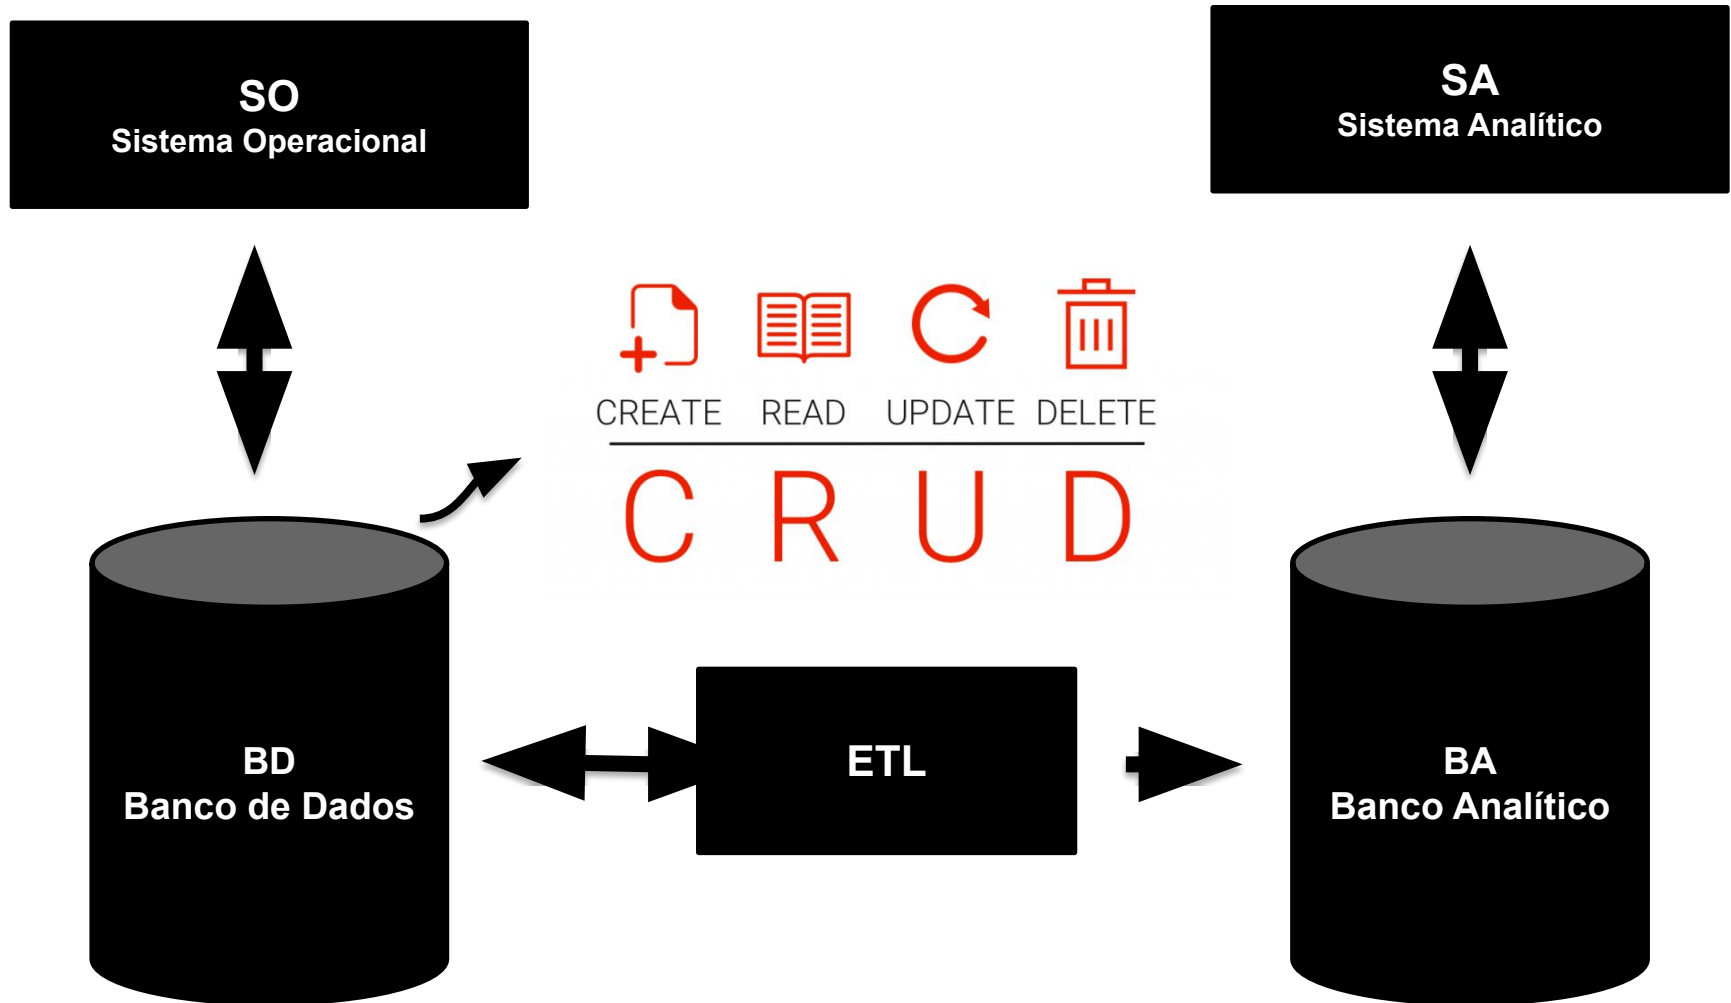 SO
Sistema Operacional
SA
Sistema Analítico
CREATE READ UPDATE DELETE
C R U D
BD
Banco de Dados
ETL
BA
Banco Analítico